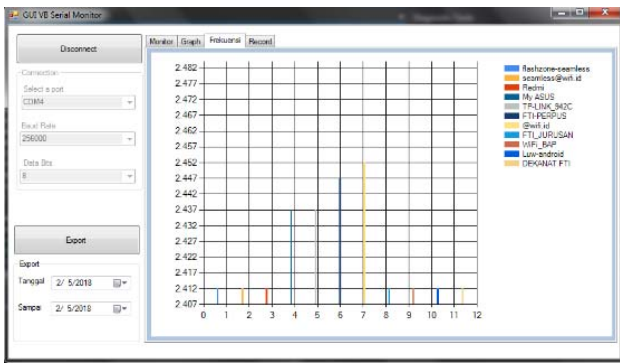 GUI VB Serial Monitor
Disconnect
Connection
Select a port
COM4
Baud Rate
256000
Data Bits
8
Export
Export
Tanggal 2/ 5/2018
Sampai 2/ 5/2018
Monitor Graph Frekuensi Record
2.482
2.477
2.472
2.467
2.462
2.457
2.452
2.447
2.442
2.437
2.432
2.427
2.422
2.417
2.412
2.407
0 1 2 3 4 5 6 7 8 9 10 11 12
flashzone-seamless
seamless@wifi.id
Redmi
My ASUS
TP-LINK_942C
FTI-PERPUS
@wifi.id
FTI_JURUSAN
WiFi_BAP
Luw-android
DEKANAT FTI